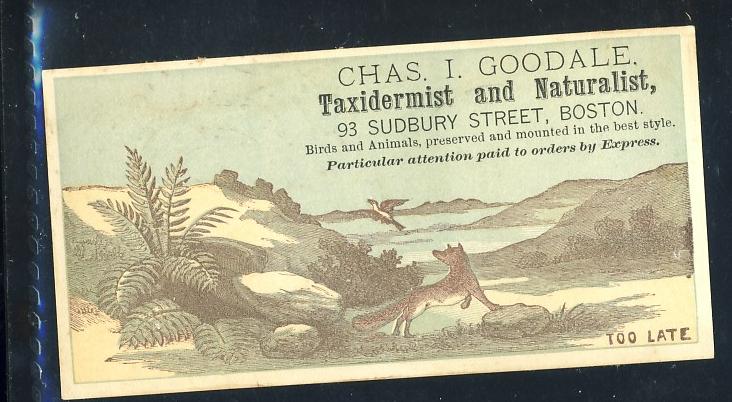 CHAS. I. GOODALE.
Taxidermist and Naturalist,
93 SUDBURY STREET, BOSTON.
Birds and Animals, preserved and mounted in the best style.
Particular attention paid to orders by Express.
TOO LATE